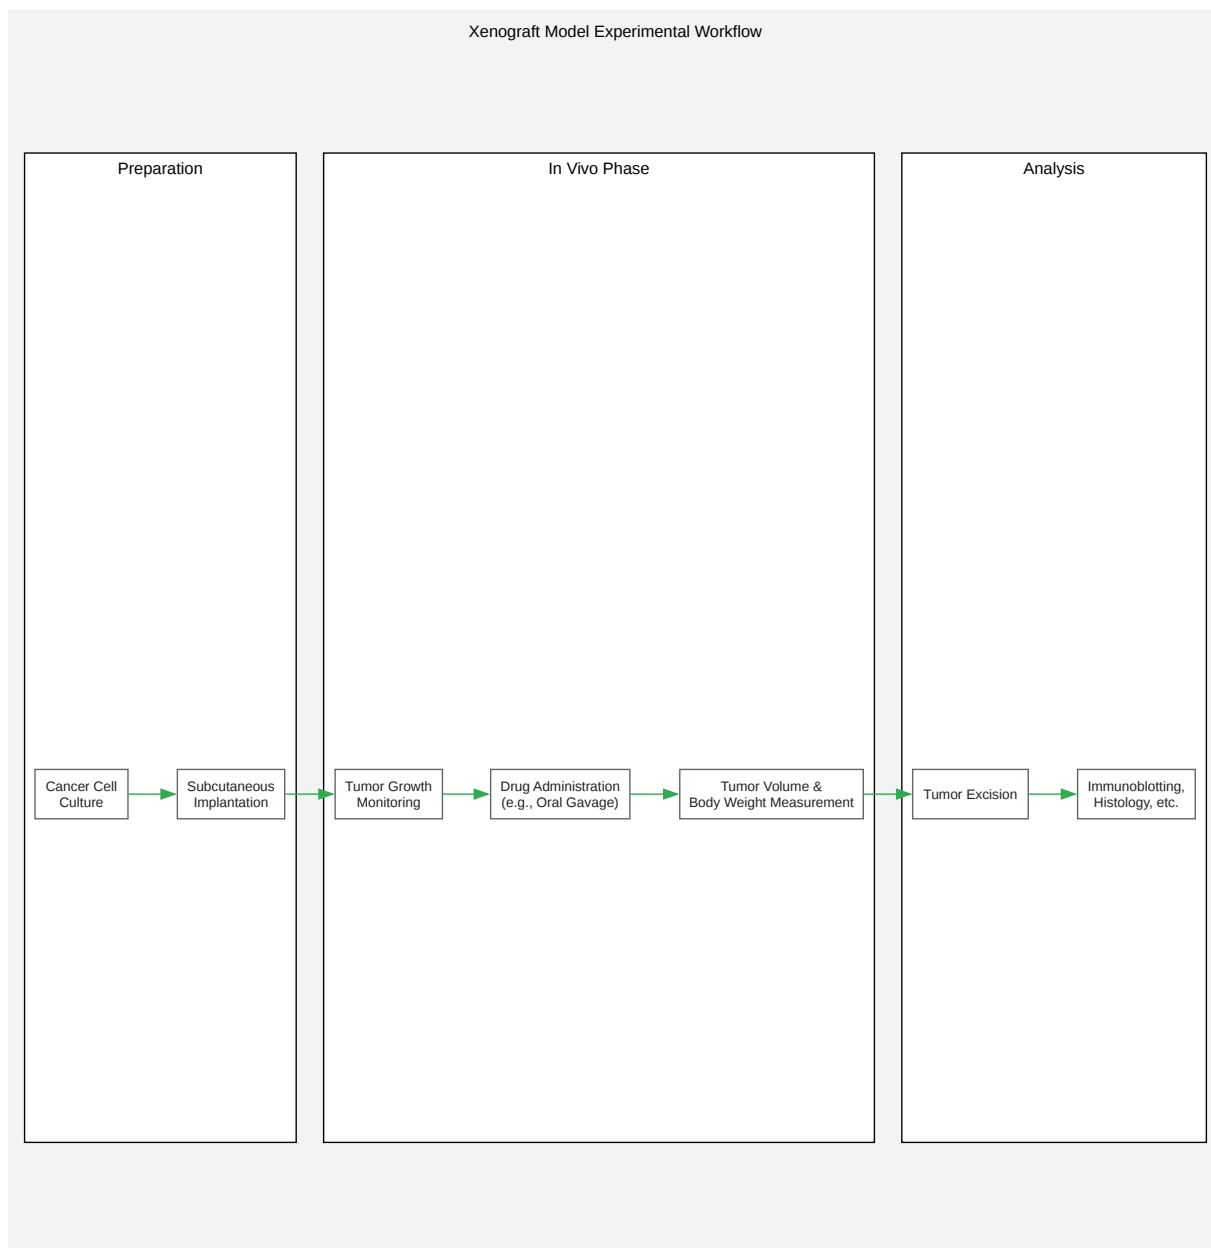 Xenograft Model Experimental Workflow
Preparation
In Vivo Phase
Analysis
Cancer Cell
Culture
Subcutaneous
Implantation
Tumor Growth
Monitoring
Drug Administration
(e.g., Oral Gavage)
Tumor Volume &
Body Weight Measurement
Tumor Excision
Immunoblotting,
Histology, etc.